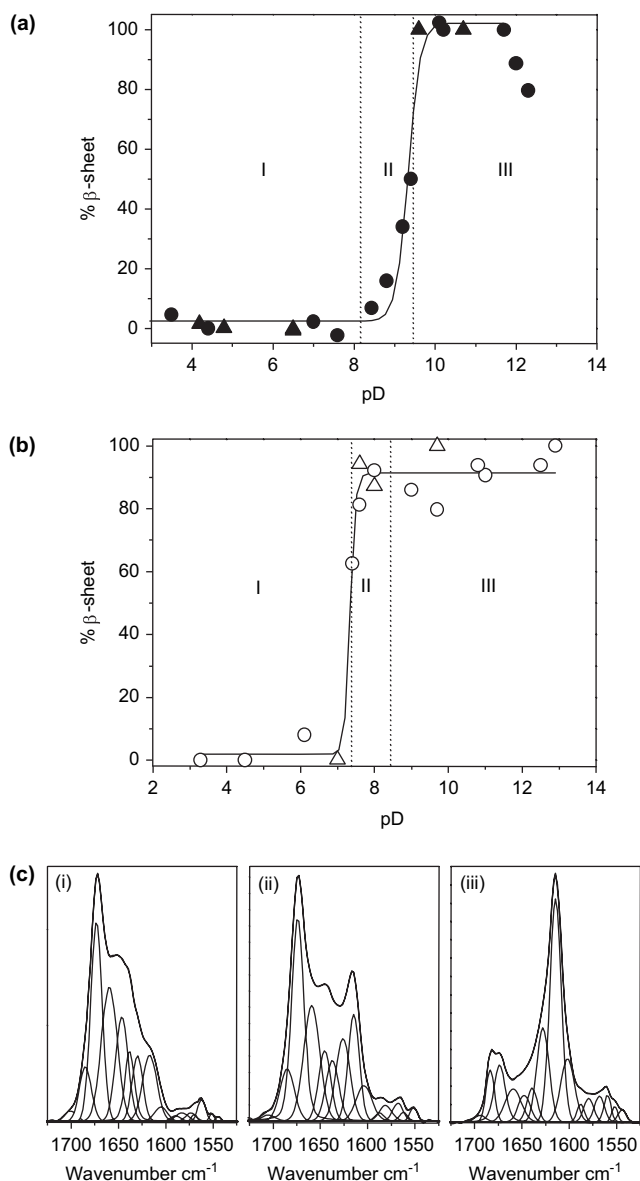 (a)
100
80
60
40
20
0
% β-sheet
I
II
III
4
6
8
10
12
14
pD
(b)
100
80
60
40
20
0
% β-sheet
I
II
III
2
4
6
8
10
12
14
pD
(c)
(i)
(ii)
(iii)
1700 1650 1600 1550
1700 1650 1600 1550
1700 1650 1600 1550
Wavenumber cm⁻¹
Wavenumber cm⁻¹
Wavenumber cm⁻¹